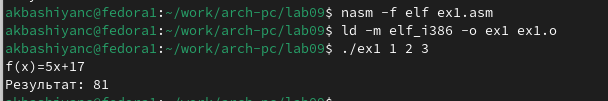 akbashiyanc@fedora1:~/work/arch-pc/lab09$ nasm -f elf ex1.asm
akbashiyanc@fedora1:~/work/arch-pc/lab09$ ld -m elf_i386 -o ex1 ex1.o
akbashiyanc@fedora1:~/work/arch-pc/lab09$ ./ex1 1 2 3
f(x)=5x+17
Результат: 81
akbashiyanc@fedora1:~/work/arch-pc/lab09$